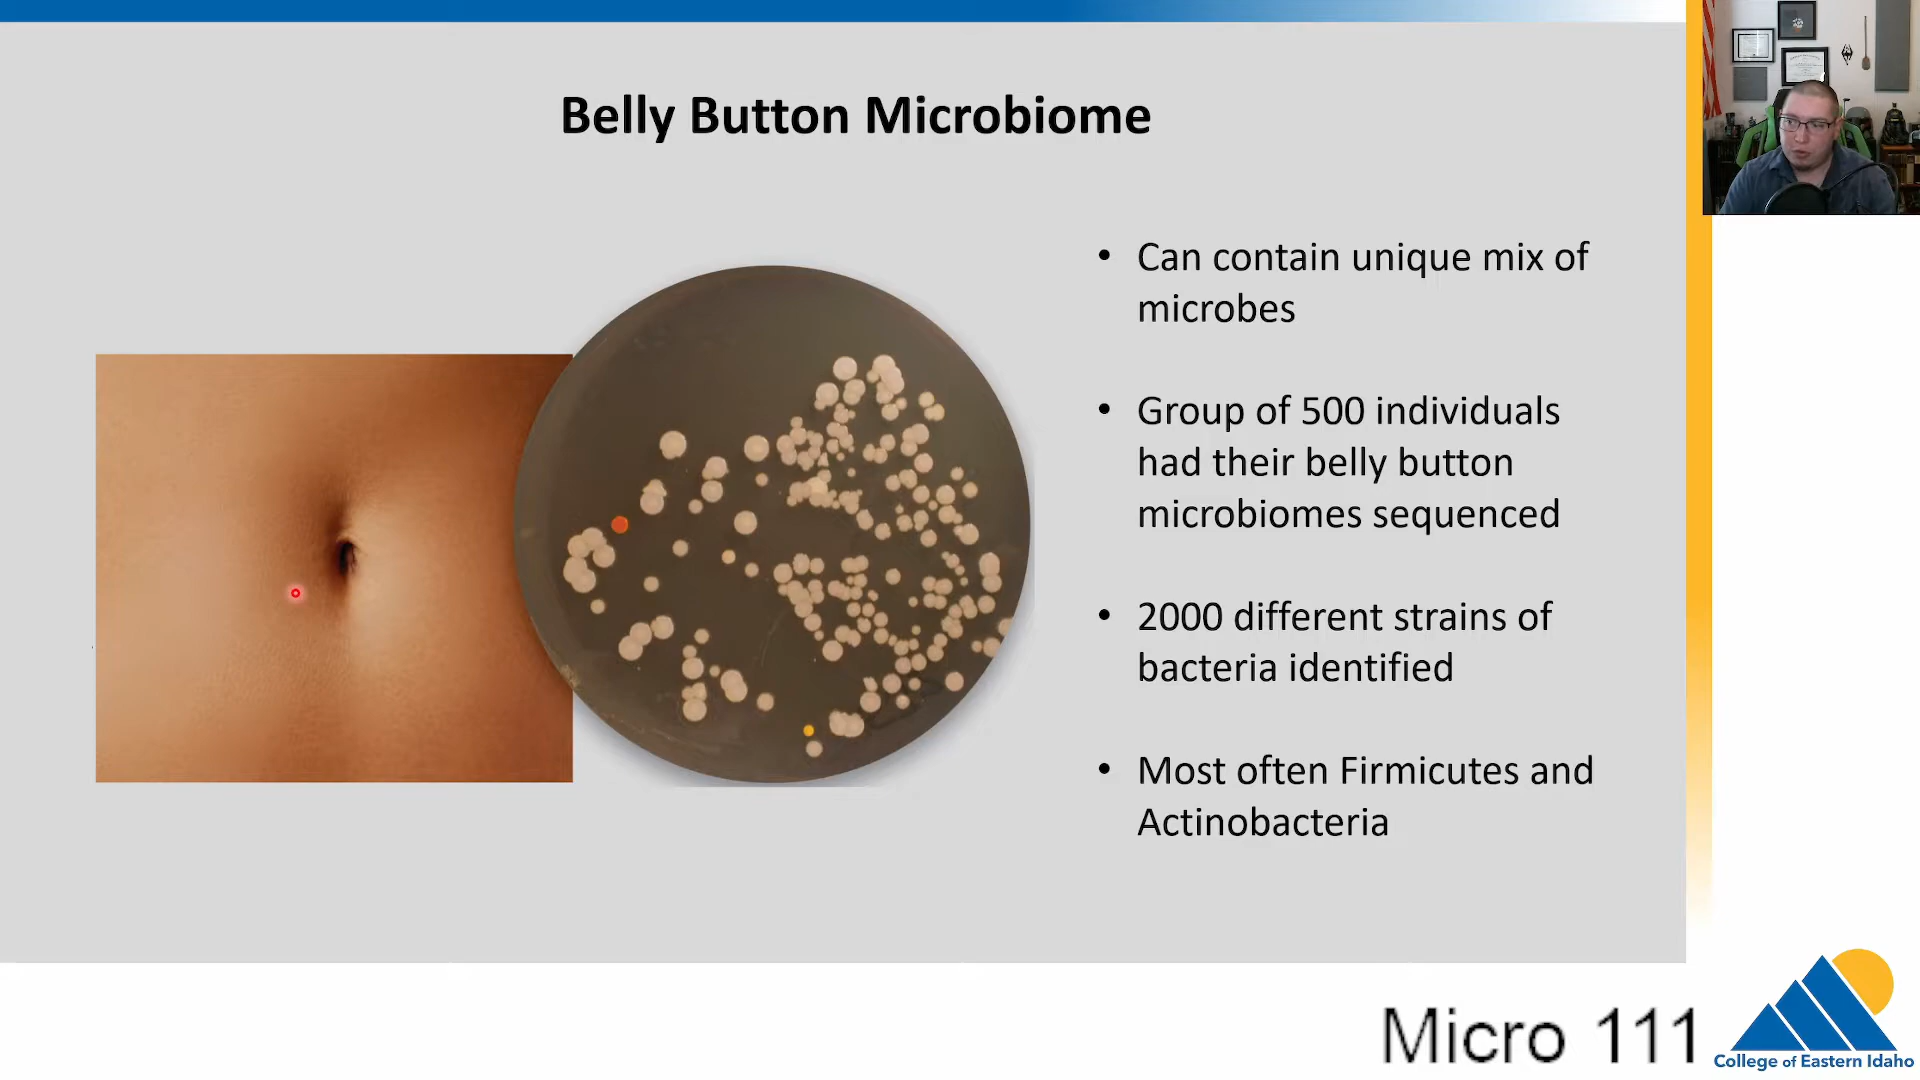 Belly Button Microbiome
• Can contain unique mix of
microbes
• Group of 500 individuals
had their belly button
microbiomes sequenced
• 2000 different strains of
bacteria identified
• Most often Firmicutes and
Actinobacteria
Micro 111
College of Eastern Idaho